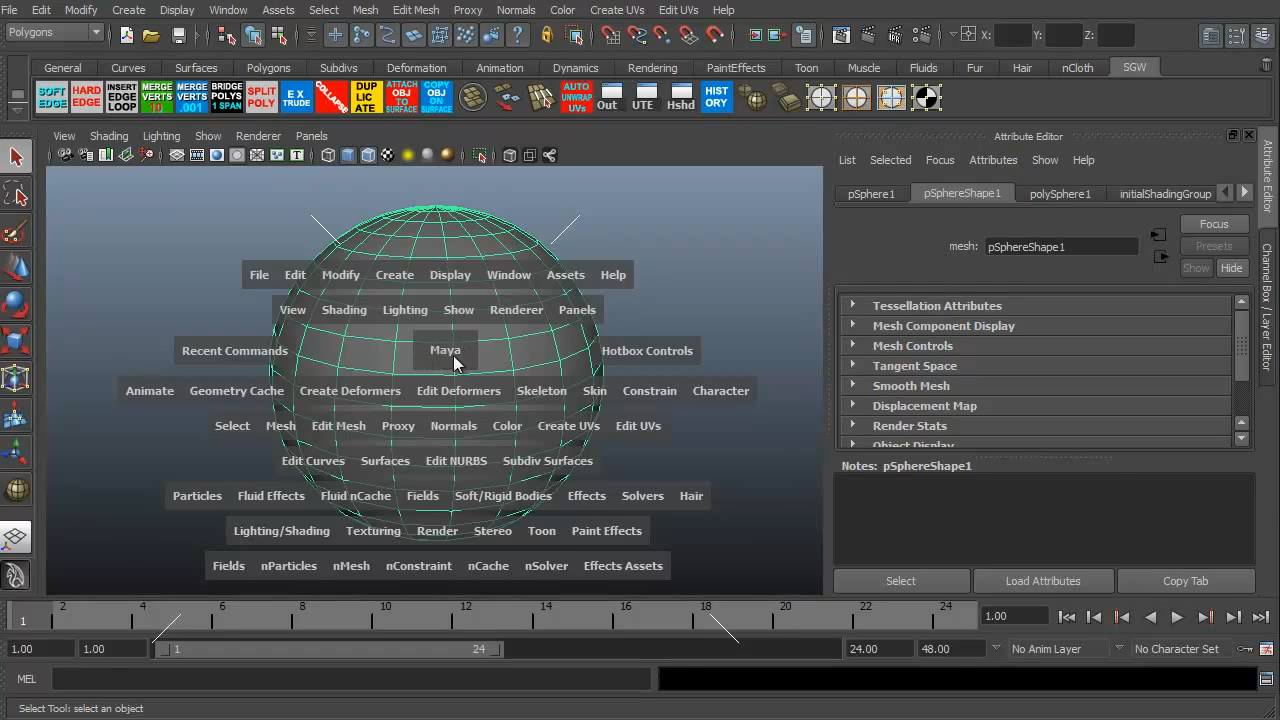 File Edit Modify Create Display Window Assets Select Mesh Edit Mesh Proxy Normals Color Create UVs Edit UVs Help
Polygons X: Y: Z:
General Curves Surfaces Polygons Subdivs Deformation Animation Dynamics Rendering PaintEffects Toon Muscle Fluids Fur Hair nCloth SGW
SOFT EDGE
HARD EDGE
INSERT EDGE LOOP
MERGE VERTS 10
MERGE VERTS .001
BRIDGE POLYS 1 SPAN
SPLIT POLY
EX TRUDE
COLLAPSE
DUP LIC ATE
ATTACH OBJ TO SURFACE
COPY OBJ ON SURFACE
AUTO UNWRAP UVs
Out
UTE
Hshd
HIST ORY
View Shading Lighting Show Renderer Panels
Attribute Editor
List Selected Focus Attributes Show Help
pSphere1 pSphereShape1 polySphere1 initialShadingGroup
Focus
mesh: pSphereShape1
Presets
Show Hide
Tessellation Attributes
Mesh Component Display
Mesh Controls
Tangent Space
Smooth Mesh
Displacement Map
Render Stats
Object Display
Notes: pSphereShape1
Select Load Attributes Copy Tab
Attribute Editor
Channel Box / Layer Editor
File Edit Modify Create Display Window Assets Help
View Shading Lighting Show Renderer Panels
Recent Commands Maya Hotbox Controls
Animate Geometry Cache Create Deformers Edit Deformers Skeleton Skin Constrain Character
Select Mesh Edit Mesh Proxy Normals Color Create UVs Edit UVs
Edit Curves Surfaces Edit NURBS Subdiv Surfaces
Particles Fluid Effects Fluid nCache Fields Soft/Rigid Bodies Effects Solvers Hair
Lighting/Shading Texturing Render Stereo Toon Paint Effects
Fields nParticles nMesh nConstraint nCache nSolver Effects Assets
1 2 4 6 8 10 12 14 16 18 20 22 24 1.00
1.00 1.00 1 24 24.00 48.00 No Anim Layer No Character Set
MEL
Select Tool: select an object